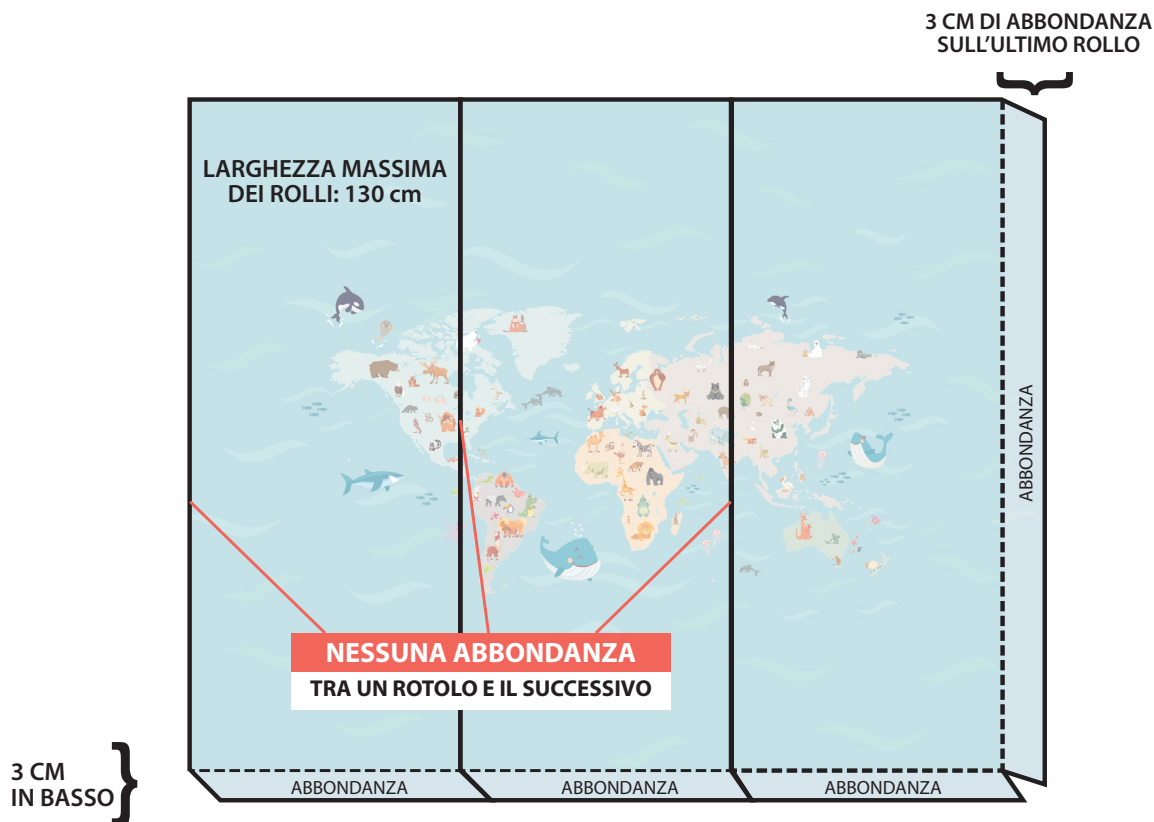 3 CM DI ABBONDANZA
SULL'ULTIMO ROLLO
LARGHEZZA MASSIMA
DEI ROLLI: 130 cm
ABBONDANZA
NESSUNA ABBONDANZA
TRA UN ROTOLO E IL SUCCESSIVO
3 CM
IN BASSO
ABBONDANZA
ABBONDANZA
ABBONDANZA